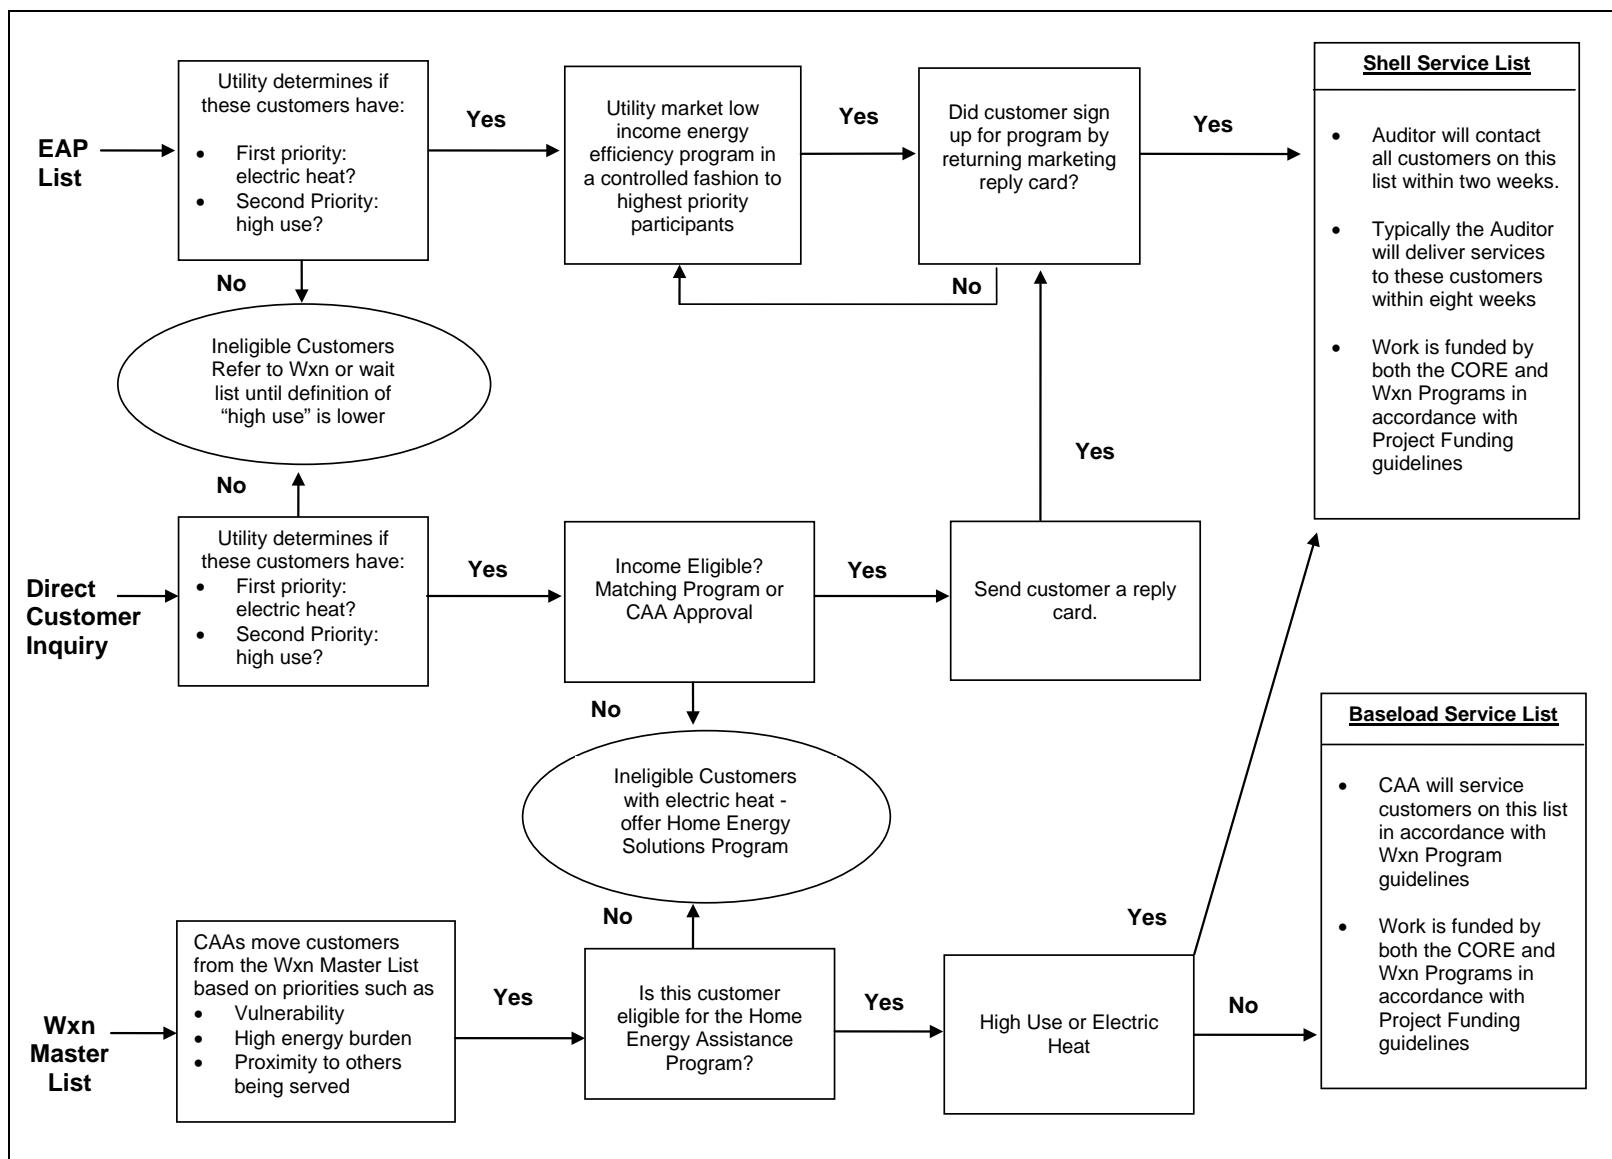 EAP
List
Utility determines if
these customers have:
• First priority:
electric heat?
• Second Priority:
high use?
Yes
Utility market low
income energy
efficiency program in
a controlled fashion to
highest priority
participants
Yes
Did customer sign
up for program by
returning marketing
reply card?
Yes
Shell Service List
• Auditor will contact
all customers on this
list within two weeks.
• Typically the Auditor
will deliver services
to these customers
within eight weeks
• Work is funded by
both the CORE and
Wxn Programs in
accordance with
Project Funding
guidelines
No
No
Ineligible Customers
Refer to Wxn or wait
list until definition of
“high use” is lower
No
Direct
Customer
Inquiry
Utility determines if
these customers have:
• First priority:
electric heat?
• Second Priority:
high use?
Yes
Income Eligible?
Matching Program or
CAA Approval
Yes
Send customer a reply
card.
Yes
No
Ineligible Customers
with electric heat -
offer Home Energy
Solutions Program
No
Wxn
Master
List
CAAs move customers
from the Wxn Master List
based on priorities such as
• Vulnerability
• High energy burden
• Proximity to others
being served
Yes
Is this customer
eligible for the Home
Energy Assistance
Program?
Yes
High Use or Electric
Heat
Yes
No
Baseload Service List
• CAA will service
customers on this list
in accordance with
Wxn Program
guidelines
• Work is funded by
both the CORE and
Wxn Programs in
accordance with
Project Funding
guidelines